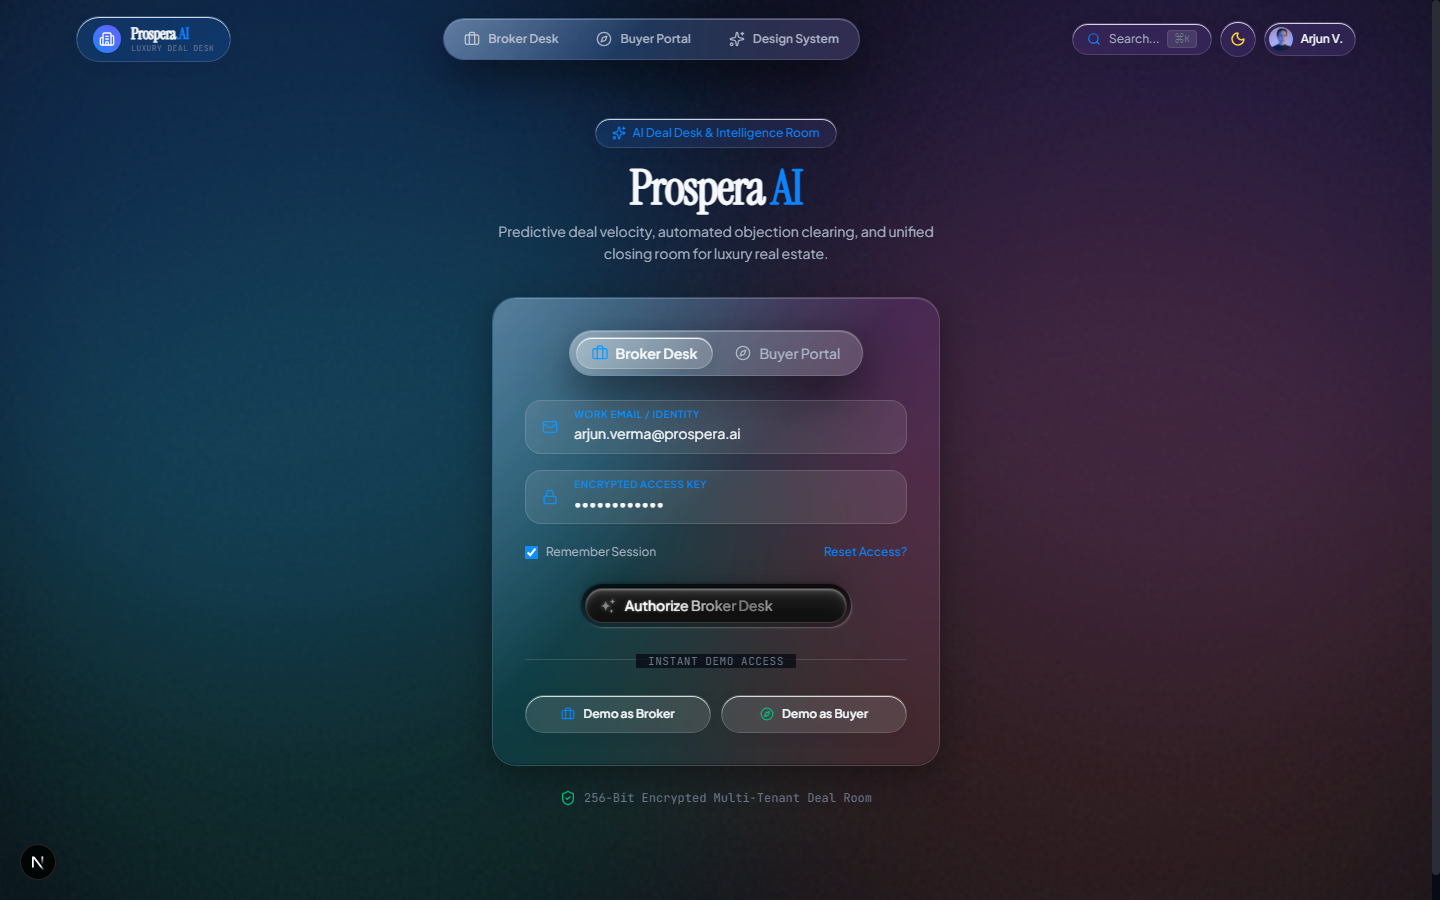 Prospera AI
LUXURY DEAL DESK
Broker Desk
Buyer Portal
Design System
Search...
⌘K
Arjun V.
AI Deal Desk & Intelligence Room
Prospera AI
Predictive deal velocity, automated objection clearing, and unified
closing room for luxury real estate.
Broker Desk
Buyer Portal
WORK EMAIL / IDENTITY
arjun.verma@prospera.ai
ENCRYPTED ACCESS KEY
••••••••••••
Remember Session
Reset Access?
Authorize Broker Desk
INSTANT DEMO ACCESS
Demo as Broker
Demo as Buyer
256-Bit Encrypted Multi-Tenant Deal Room
N